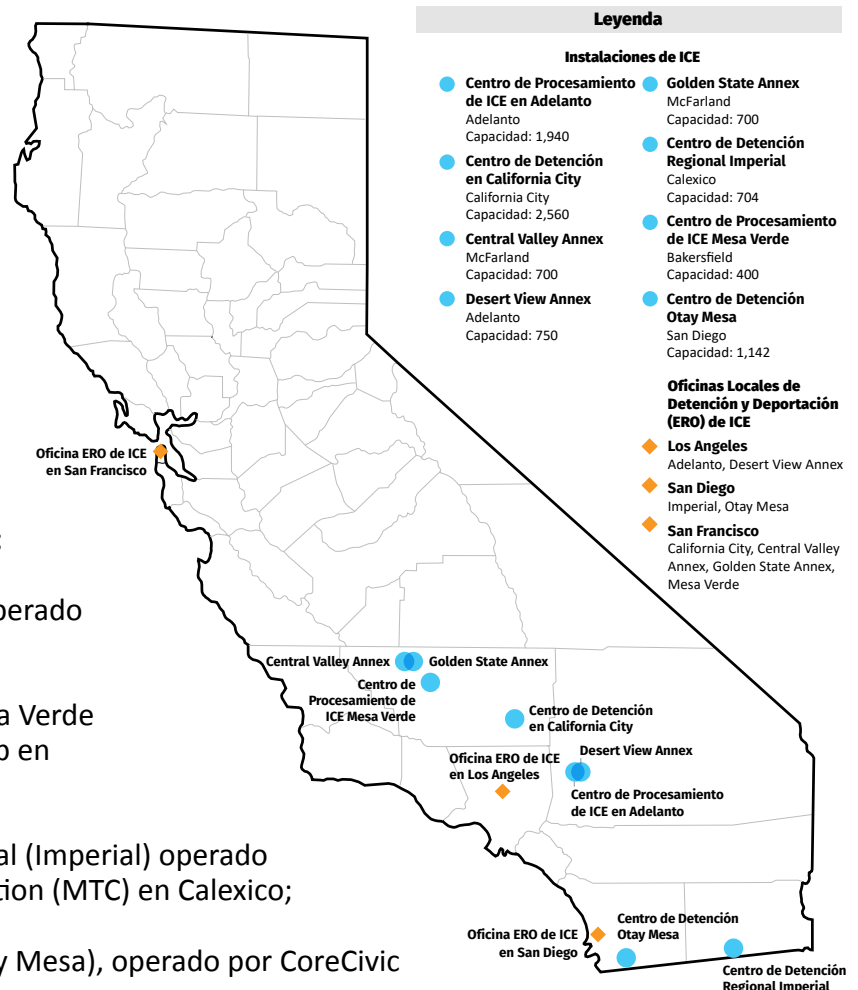 Leyenda
Instalaciones de ICE
Centro de Procesamiento
de ICE en Adelanto
Adelanto
Capacidad: 1,940
Centro de Detención
en California City
California City
Capacidad: 2,560
Central Valley Annex
McFarland
Capacidad: 700
Desert View Annex
Adelanto
Capacidad: 750
Golden State Annex
McFarland
Capacidad: 700
Centro de Detención
Regional Imperial
Calexico
Capacidad: 704
Centro de Procesamiento
de ICE Mesa Verde
Bakersfield
Capacidad: 400
Centro de Detención
Otay Mesa
San Diego
Capacidad: 1,142
Oficinas Locales de
Detención y Deportación
(ERO) de ICE
Los Angeles
Adelanto, Desert View Annex
San Diego
Imperial, Otay Mesa
San Francisco
California City, Central Valley
Annex, Golden State Annex,
Mesa Verde
Oficina ERO de ICE
en San Francisco
Central Valley Annex
Golden State Annex
Centro de
Procesamiento de
ICE Mesa Verde
Centro de Detención
en California City
Oficina ERO de ICE
en Los Angeles
Desert View Annex
Centro de Procesamiento
de ICE en Adelanto
Oficina ERO de ICE
en San Diego
Centro de Detención
Otay Mesa
Centro de Detención
Regional Imperial
;
perado
a Verde
o en
al (Imperial) operado
tion (MTC) en Calexico;
y Mesa), operado por CoreCivic